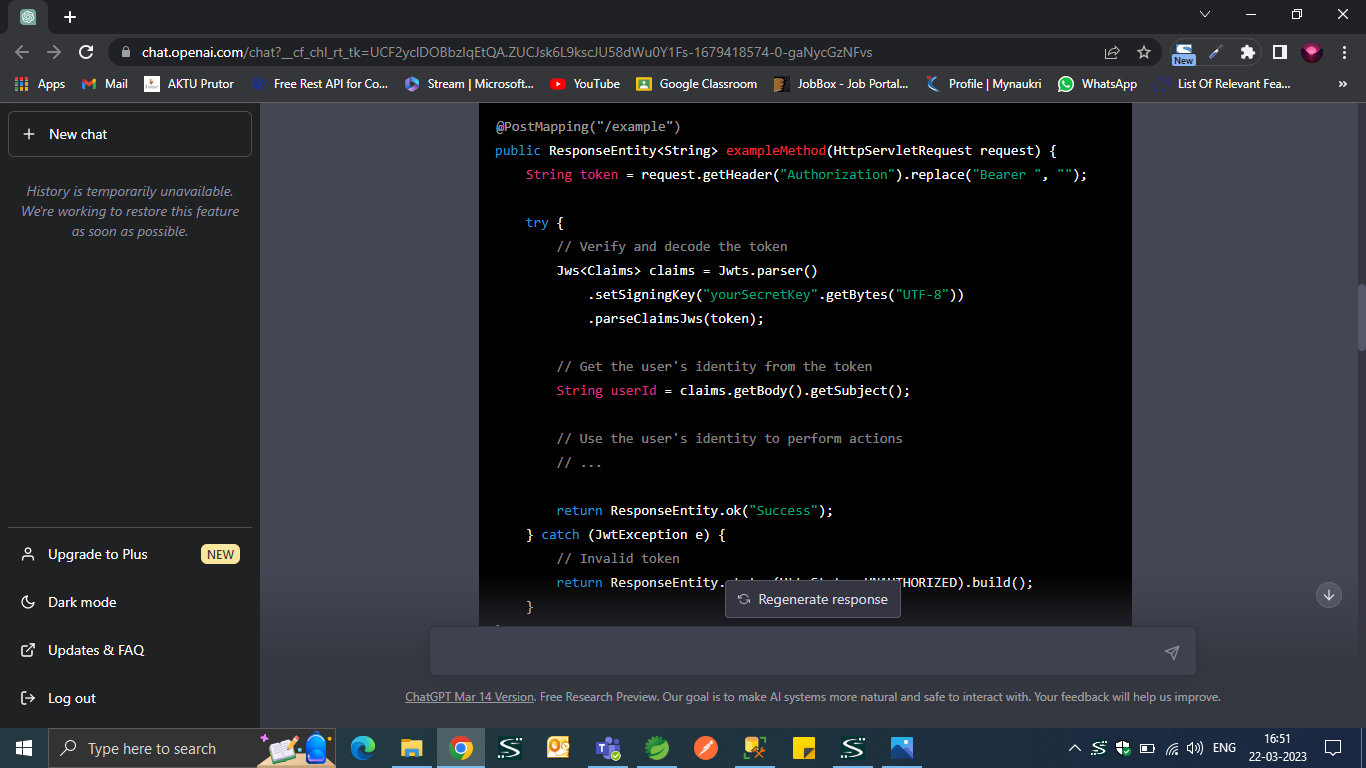 chat.openai.com/chat?__cf_chl_rt_tk=UCF2yclDOBbzIqEtQA.ZUCJsk6L9kscJU58dWu0Y1Fs-1679418574-0-gaNycGzNFvs
New
Apps
Mail
AKTU Prutor
Free Rest API for Co...
Stream | Microsoft...
YouTube
Google Classroom
JobBox - Job Portal...
Profile | Mynaukri
WhatsApp
List Of Relevant Fea...
New chat
History is temporarily unavailable.
We're working to restore this feature
as soon as possible.
Upgrade to Plus
NEW
Dark mode
Updates & FAQ
Log out
@PostMapping("/example")
public ResponseEntity<String> exampleMethod(HttpServletRequest request) {
    String token = request.getHeader("Authorization").replace("Bearer ", "");
    try {
        // Verify and decode the token
        Jws<Claims> claims = Jwts.parser()
            .setSigningKey("yourSecretKey".getBytes("UTF-8"))
            .parseClaimsJws(token);
        // Get the user's identity from the token
        String userId = claims.getBody().getSubject();
        // Use the user's identity to perform actions
        // ...
        return ResponseEntity.ok("Success");
    } catch (JwtException e) {
        // Invalid token
        return ResponseEntity. UNAUTHORIZED).build();
    }
Regenerate response
ChatGPT Mar 14 Version. Free Research Preview. Our goal is to make AI systems more natural and safe to interact with. Your feedback will help us improve.
Type here to search
ENG
16:51
22-03-2023